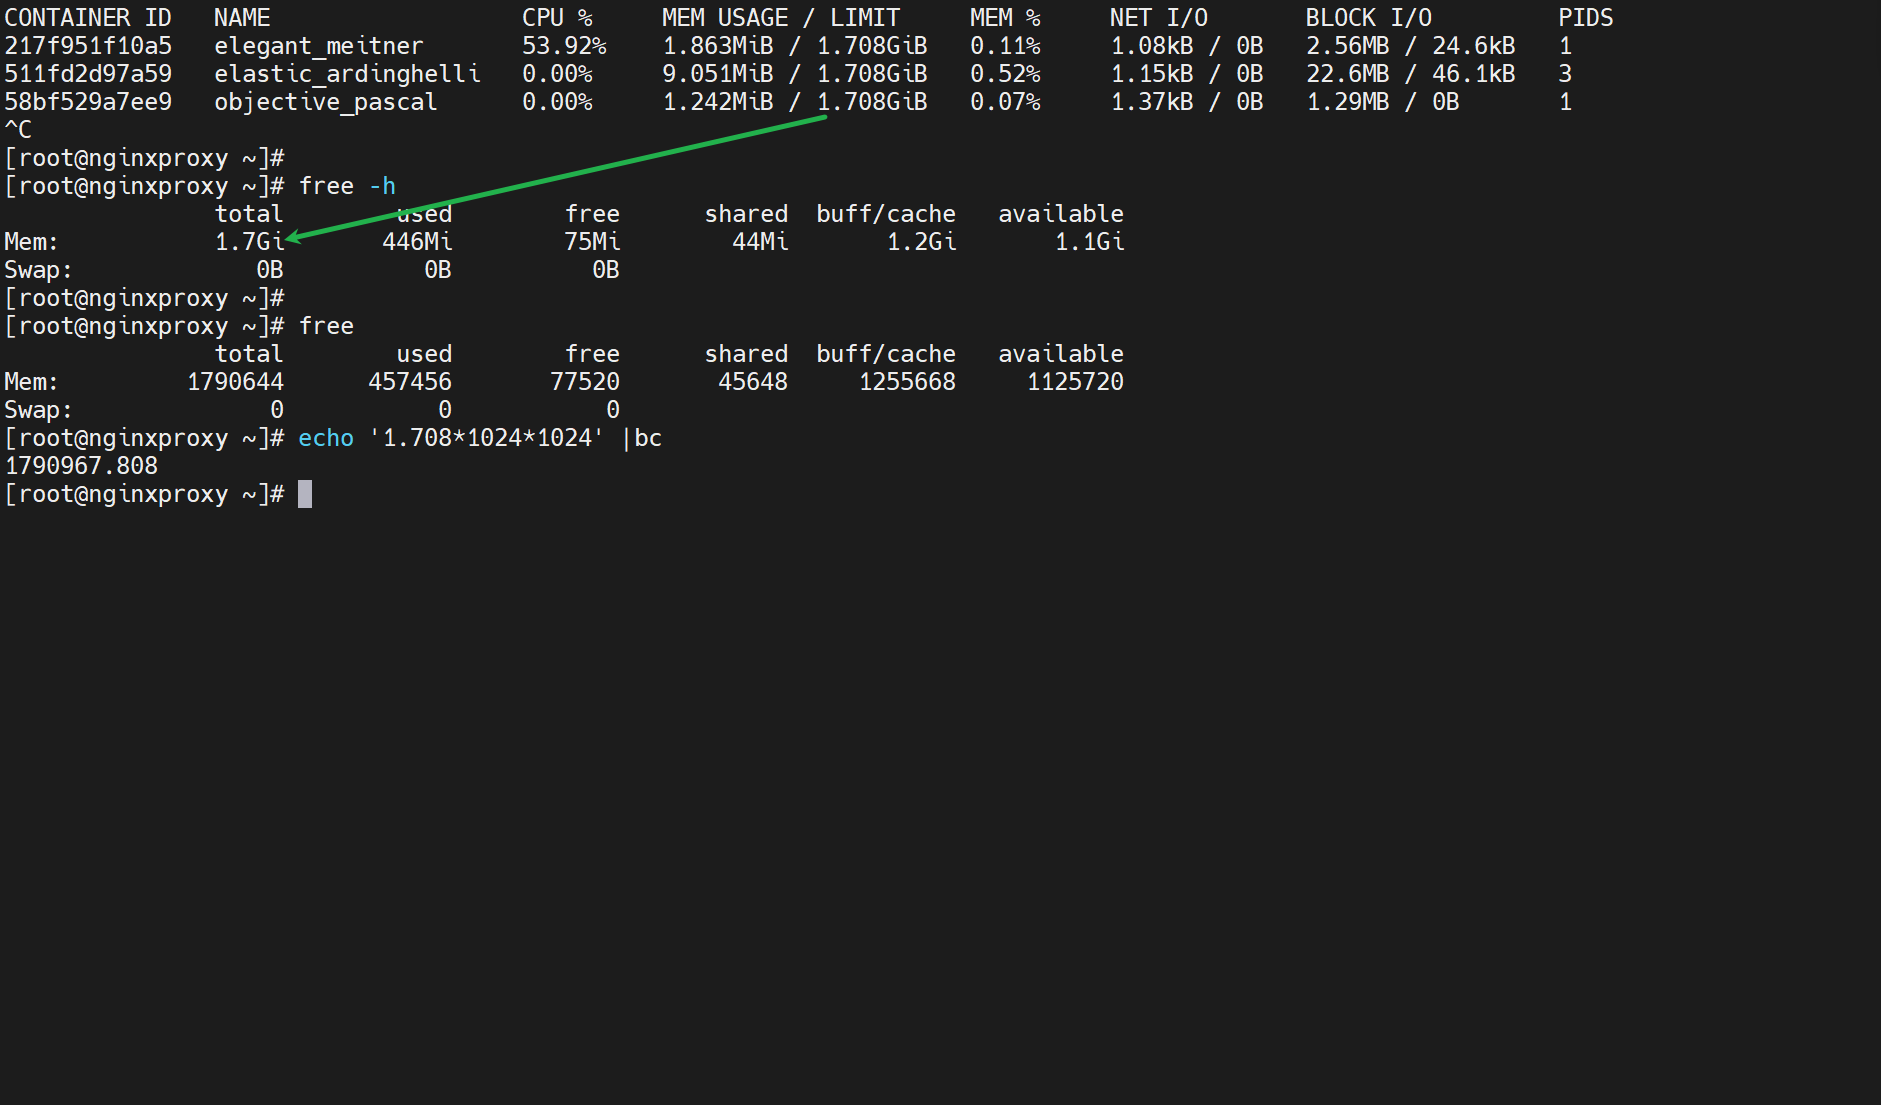 CONTAINER ID   NAME                  CPU %     MEM USAGE / LIMIT     MEM %     NET I/O       BLOCK I/O         PIDS
217f951f10a5   elegant_meitner       53.92%    1.863MiB / 1.708GiB   0.11%     1.08kB / 0B   2.56MB / 24.6kB   1
511fd2d97a59   elastic_ardinghelli   0.00%     9.051MiB / 1.708GiB   0.52%     1.15kB / 0B   22.6MB / 46.1kB   3
58bf529a7ee9   objective_pascal      0.00%     1.242MiB / 1.708GiB   0.07%     1.37kB / 0B   1.29MB / 0B       1
^C
[root@nginxproxy ~]#
[root@nginxproxy ~]# free -h
               total        used        free      shared  buff/cache   available
Mem:           1.7Gi       446Mi        75Mi        44Mi       1.2Gi       1.1Gi
Swap:             0B          0B          0B
[root@nginxproxy ~]#
[root@nginxproxy ~]# free
               total        used        free      shared  buff/cache   available
Mem:         1790644      457456       77520       45648     1255668     1125720
Swap:              0           0           0
[root@nginxproxy ~]# echo '1.708*1024*1024' |bc
1790967.808
[root@nginxproxy ~]#